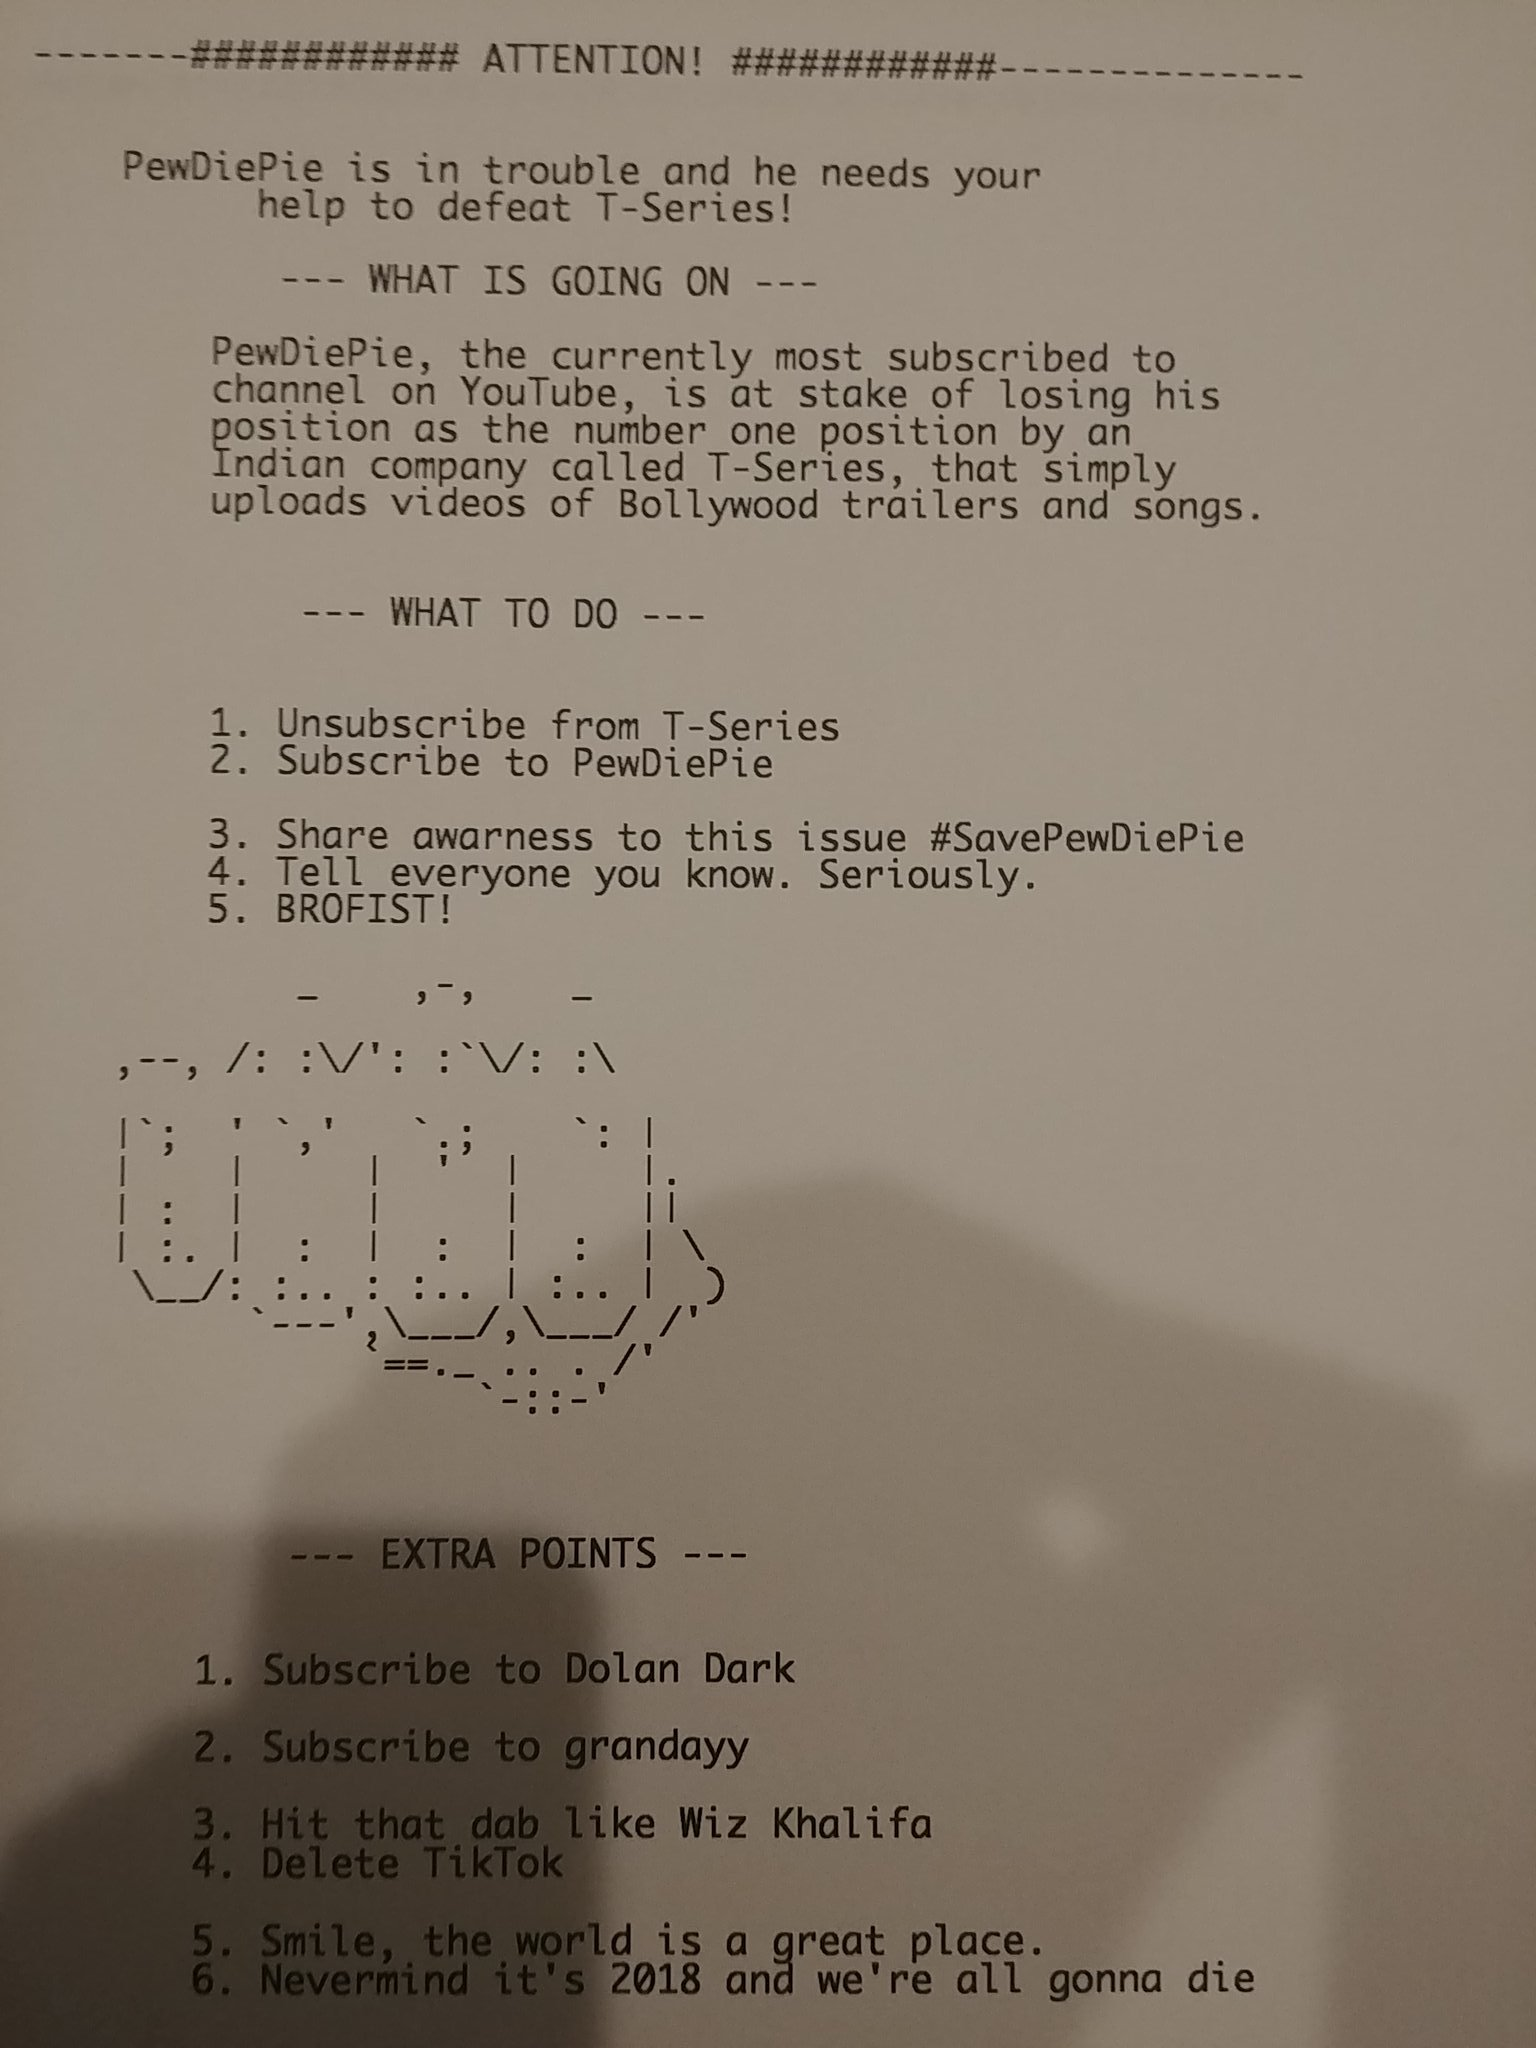 -------############ ATTENTION! ############--------------
PewDiePie is in trouble and he needs your
help to defeat T-Series!
--- WHAT IS GOING ON ---
PewDiePie, the currently most subscribed to
channel on YouTube, is at stake of losing his
position as the number one position by an
Indian company called T-Series, that simply
uploads videos of Bollywood trailers and songs.
--- WHAT TO DO ---
1. Unsubscribe from T-Series
2. Subscribe to PewDiePie
3. Share awarness to this issue #SavePewDiePie
4. Tell everyone you know. Seriously.
5. BROFIST!
        _    ,-,    _
,--, /: :\/': :`\/: :\
|`;  ' `,'   `.;    `: |
|    |     |  '  |     |.
| :  |     |     |     ||
| :. |  :  |  :  |  :  | \
 \__/: :.. : :.. | :.. |  )
      `---',\___/,\___/ /'
           `==._ .. . /'
                `-::-'
--- EXTRA POINTS ---
1. Subscribe to Dolan Dark
2. Subscribe to grandayy
3. Hit that dab like Wiz Khalifa
4. Delete TikTok
5. Smile, the world is a great place.
6. Nevermind it's 2018 and we're all gonna die